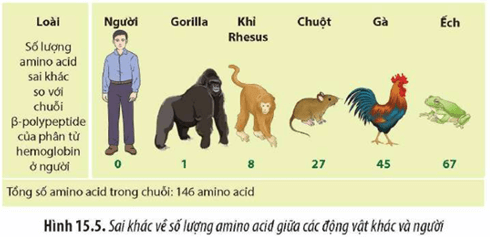 Loài Người Gorilla Khỉ Rhesus Chuột Gà Ếch
Số lượng
amino acid
sai khác
so với
chuỗi
β-polypeptide
của phân tử
hemoglobin
ở người
0 1 8 27 45 67
Tổng số amino acid trong chuỗi: 146 amino acid
Hình 15.5. Sai khác về số lượng amino acid giữa các động vật khác và người